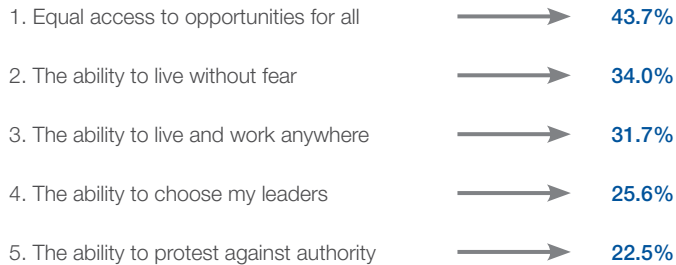 1. Equal access to opportunities for all 43.7%
2. The ability to live without fear 34.0%
3. The ability to live and work anywhere 31.7%
4. The ability to choose my leaders 25.6%
5. The ability to protest against authority 22.5%